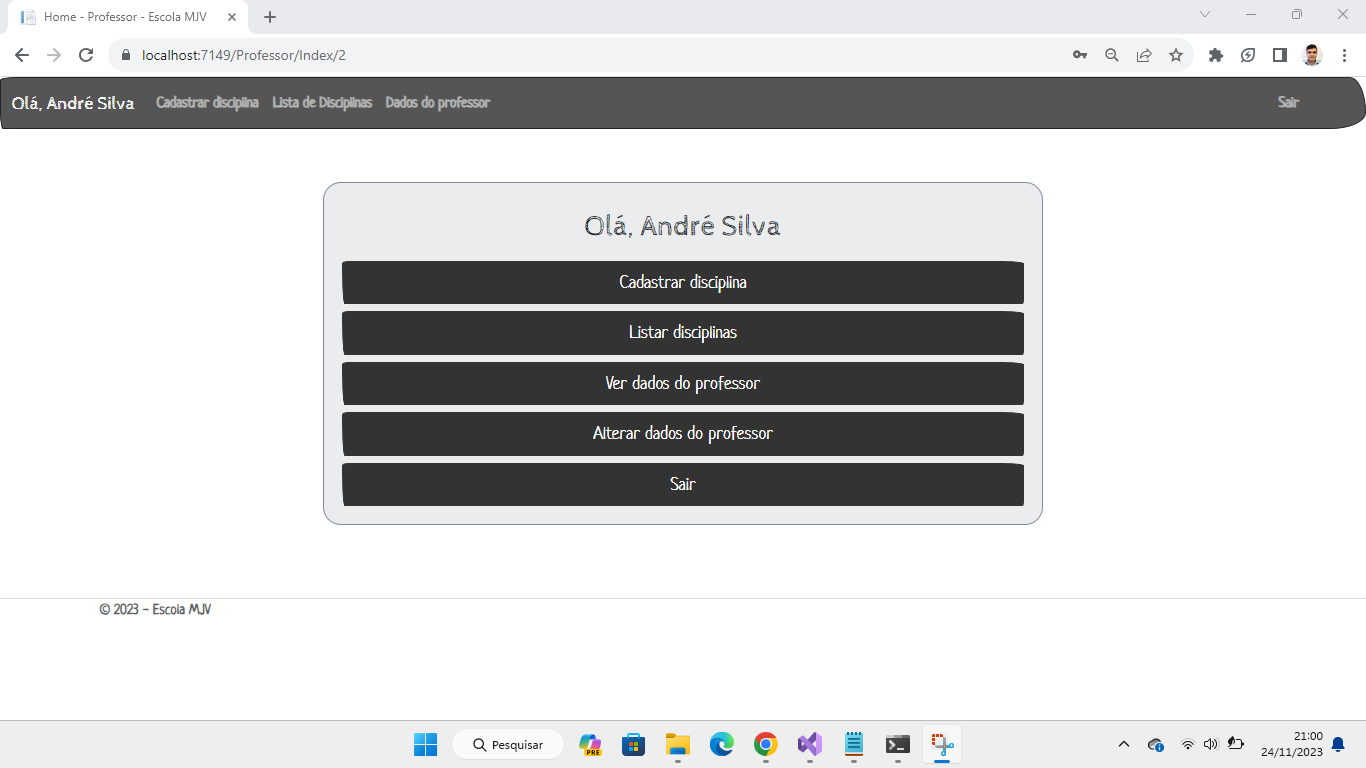 Home - Professor - Escola MJV
localhost:7149/Professor/Index/2
Olá, André Silva Cadastrar disciplina Lista de Disciplinas Dados do professor Sair
Olá, André Silva
Cadastrar disciplina
Listar disciplinas
Ver dados do professor
Alterar dados do professor
Sair
© 2023 - Escola MJV
Pesquisar
PRE
21:00
24/11/2023